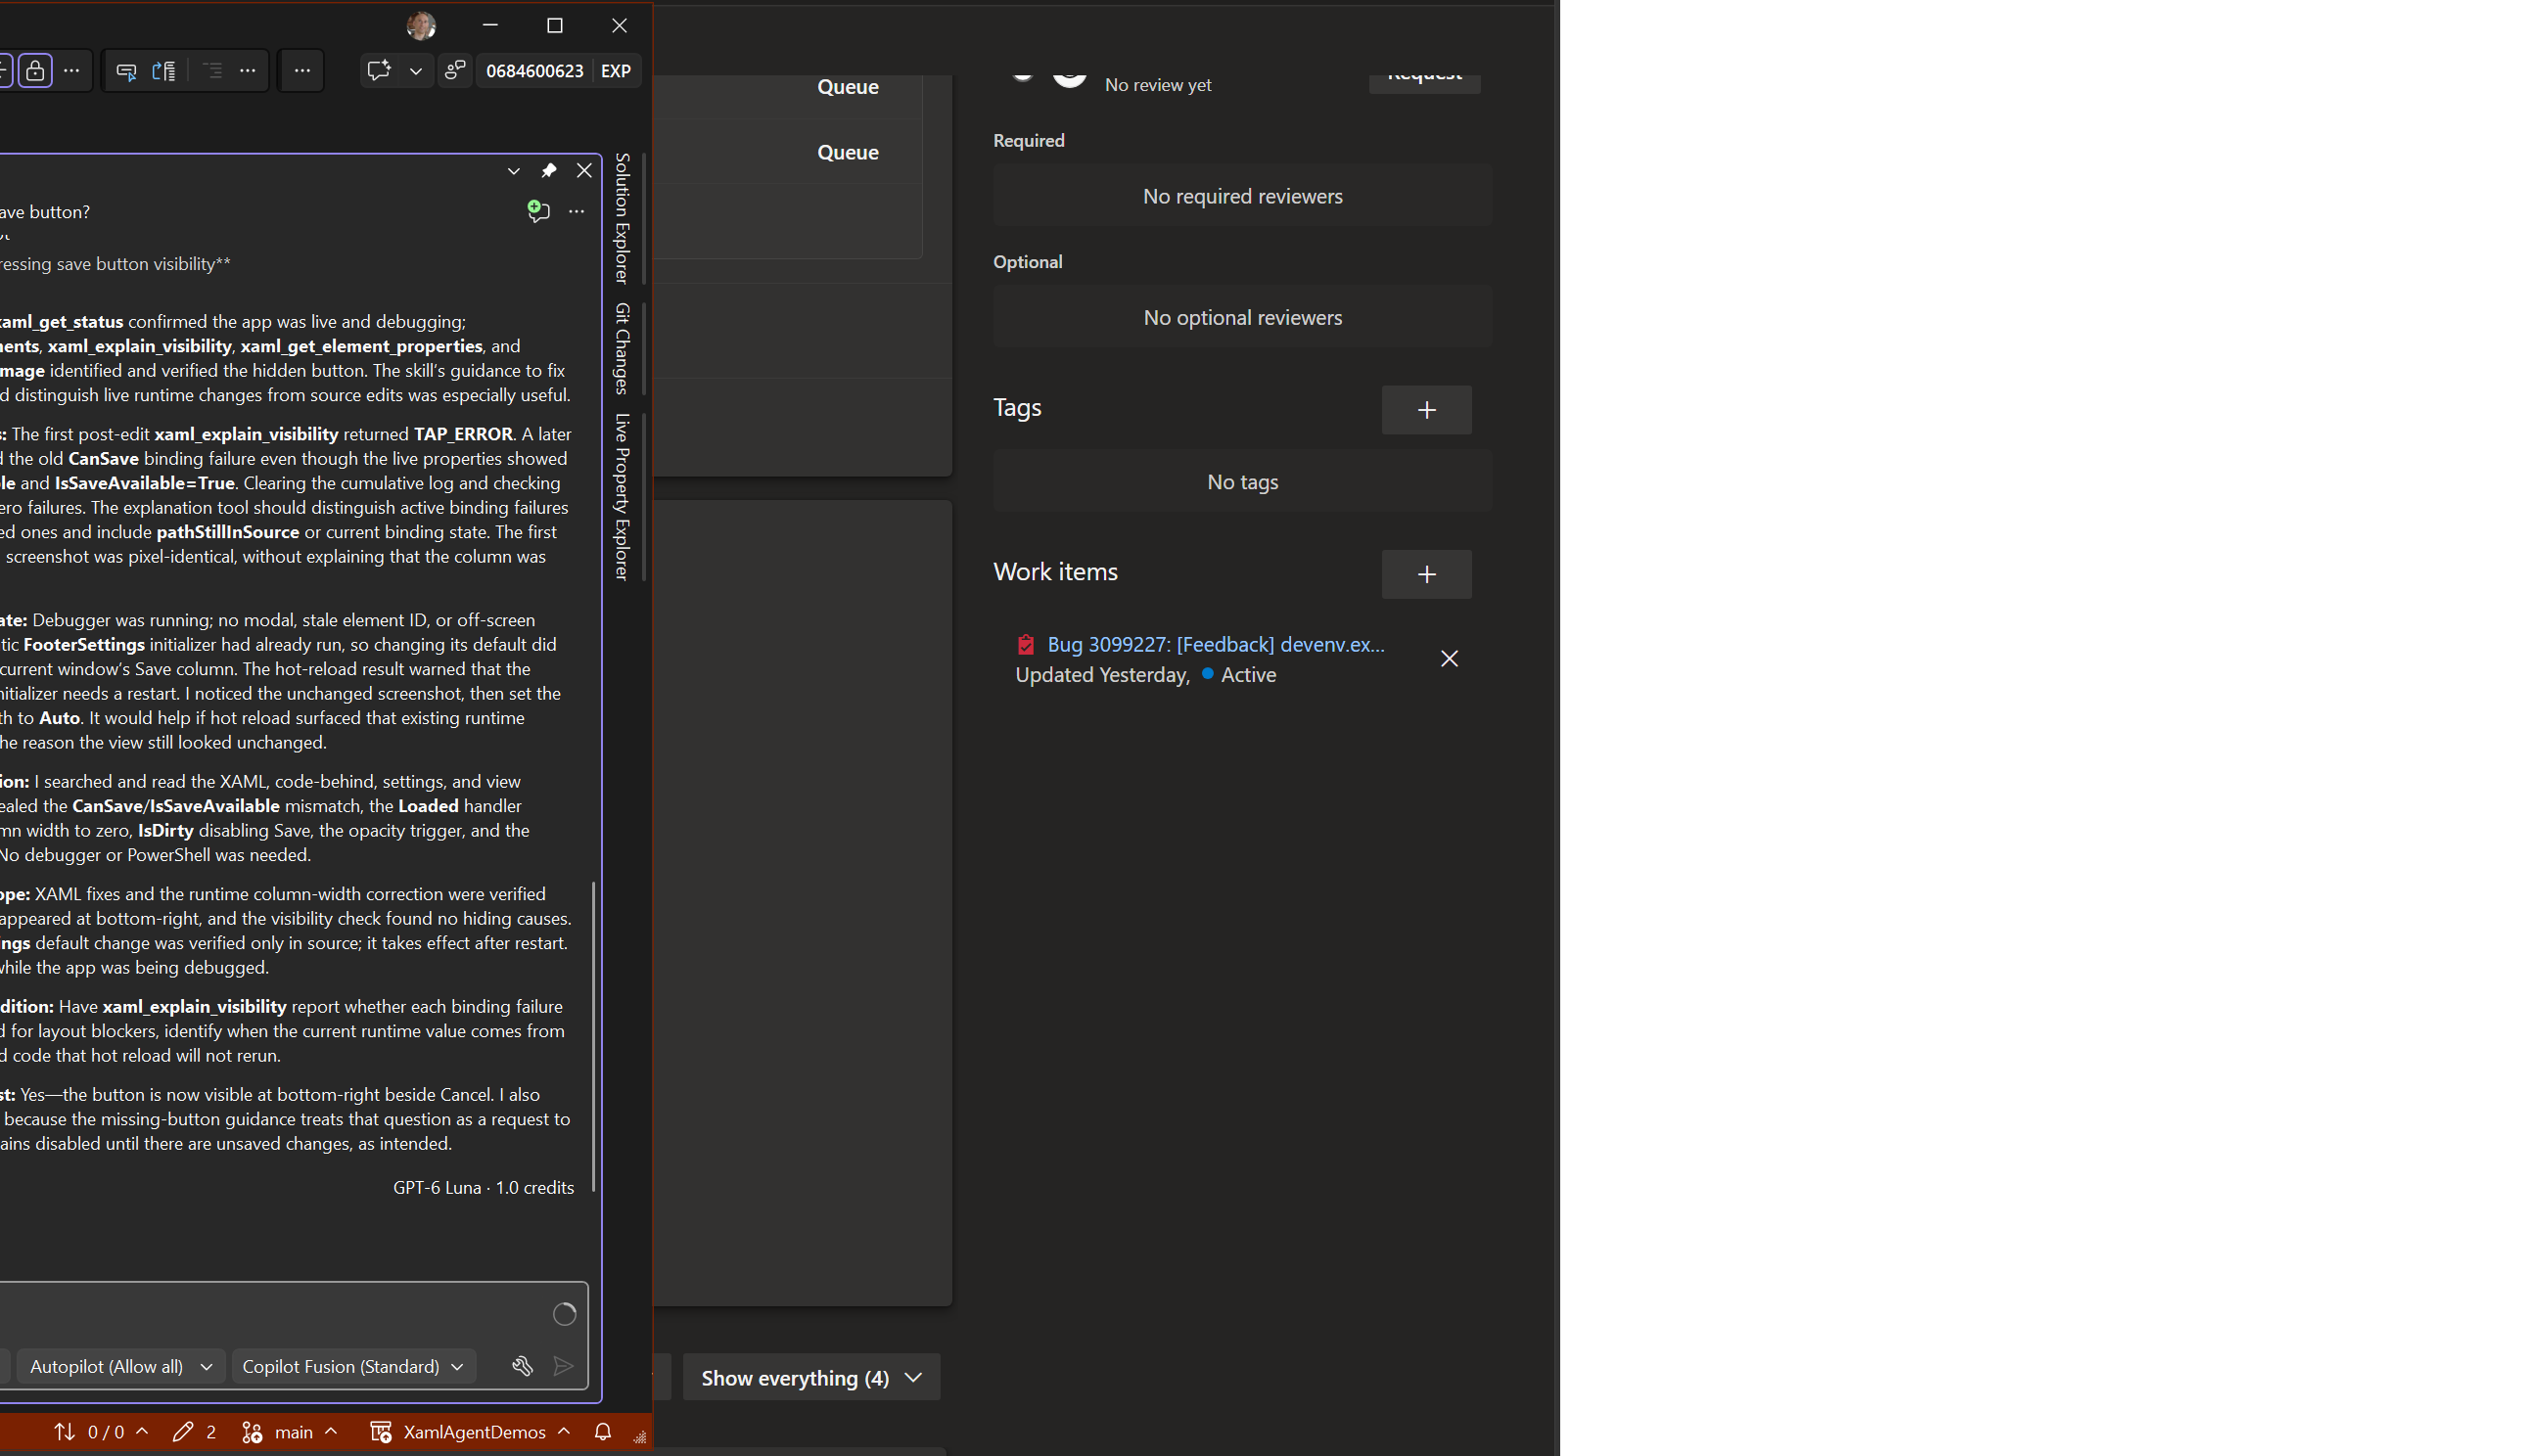 0684600623 EXP
ave button?
ressing save button visibility**
xaml_get_status confirmed the app was live and debugging;
nents, xaml_explain_visibility, xaml_get_element_properties, and
mage identified and verified the hidden button. The skill's guidance to fix
d distinguish live runtime changes from source edits was especially useful.
s: The first post-edit xaml_explain_visibility returned TAP_ERROR. A later
d the old CanSave binding failure even though the live properties showed
le and IsSaveAvailable=True. Clearing the cumulative log and checking
ero failures. The explanation tool should distinguish active binding failures
ed ones and include pathStillInSource or current binding state. The first
screenshot was pixel-identical, without explaining that the column was
ate: Debugger was running; no modal, stale element ID, or off-screen
tic FooterSettings initializer had already run, so changing its default did
current window's Save column. The hot-reload result warned that the
nitializer needs a restart. I noticed the unchanged screenshot, then set the
th to Auto. It would help if hot reload surfaced that existing runtime
he reason the view still looked unchanged.
ion: I searched and read the XAML, code-behind, settings, and view
ealed the CanSave/IsSaveAvailable mismatch, the Loaded handler
mn width to zero, IsDirty disabling Save, the opacity trigger, and the
No debugger or PowerShell was needed.
ope: XAML fixes and the runtime column-width correction were verified
appeared at bottom-right, and the visibility check found no hiding causes.
ings default change was verified only in source; it takes effect after restart.
while the app was being debugged.
dition: Have xaml_explain_visibility report whether each binding failure
d for layout blockers, identify when the current runtime value comes from
d code that hot reload will not rerun.
st: Yes—the button is now visible at bottom-right beside Cancel. I also
because the missing-button guidance treats that question as a request to
ains disabled until there are unsaved changes, as intended.
GPT-6 Luna · 1.0 credits
Autopilot (Allow all)
Copilot Fusion (Standard)
0 / 0
2
main
XamlAgentDemos
Solution Explorer
Git Changes
Live Property Explorer
Queue
Queue
Show everything (4)
No review yet
Request
Required
No required reviewers
Optional
No optional reviewers
Tags
No tags
Work items
Bug 3099227: [Feedback] devenv.ex...
Updated Yesterday, Active